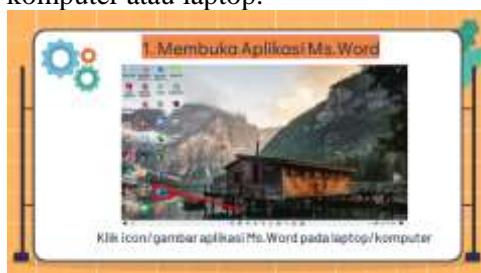 komputer atau laptop.
1. Membuka Aplikasi Ms. Word
Klik icon/gambar aplikasi Ms. Word pada laptop/komputer